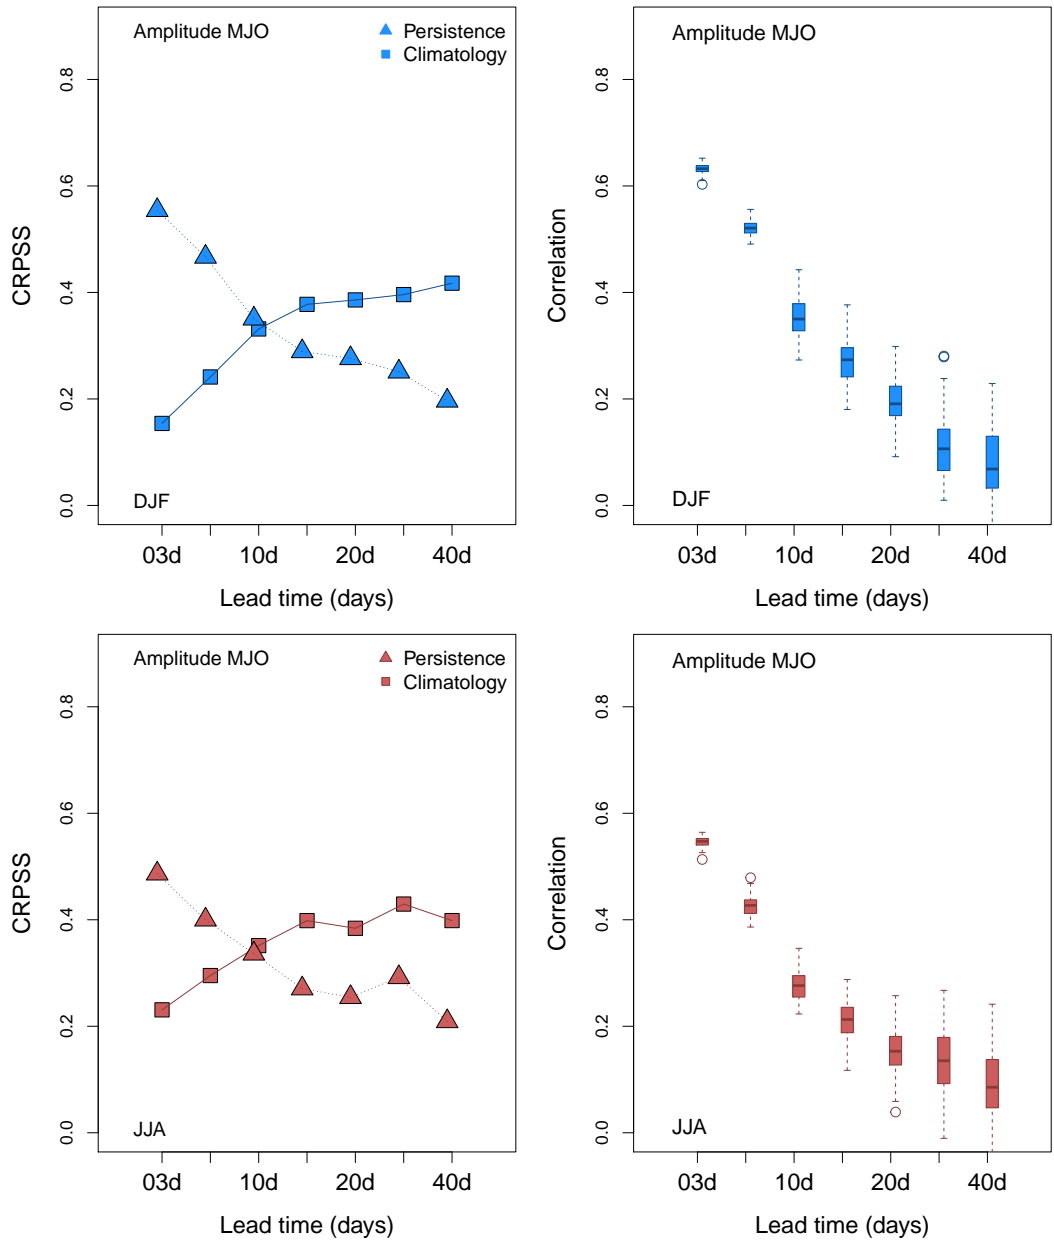 Amplitude MJO
Persistence
Climatology
CRPSS
0.0 0.2 0.4 0.6 0.8
DJF
03d 10d 20d 40d
Lead time (days)
Amplitude MJO
Correlation
0.0 0.2 0.4 0.6 0.8
DJF
03d 10d 20d 40d
Lead time (days)
Amplitude MJO
Persistence
Climatology
CRPSS
0.0 0.2 0.4 0.6 0.8
JJA
03d 10d 20d 40d
Lead time (days)
Amplitude MJO
Correlation
0.0 0.2 0.4 0.6 0.8
JJA
03d 10d 20d 40d
Lead time (days)